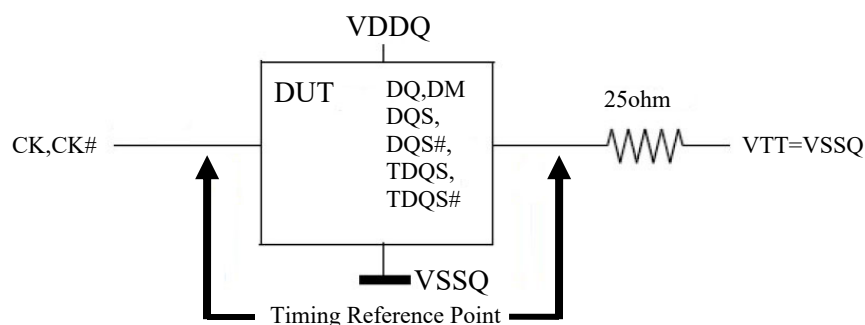 VDDQ
DUT
DQ,DM
DQS,
DQS#,
TDQS,
TDQS#
25ohm
CK,CK#
VTT=VSSQ
VSSQ
Timing Reference Point